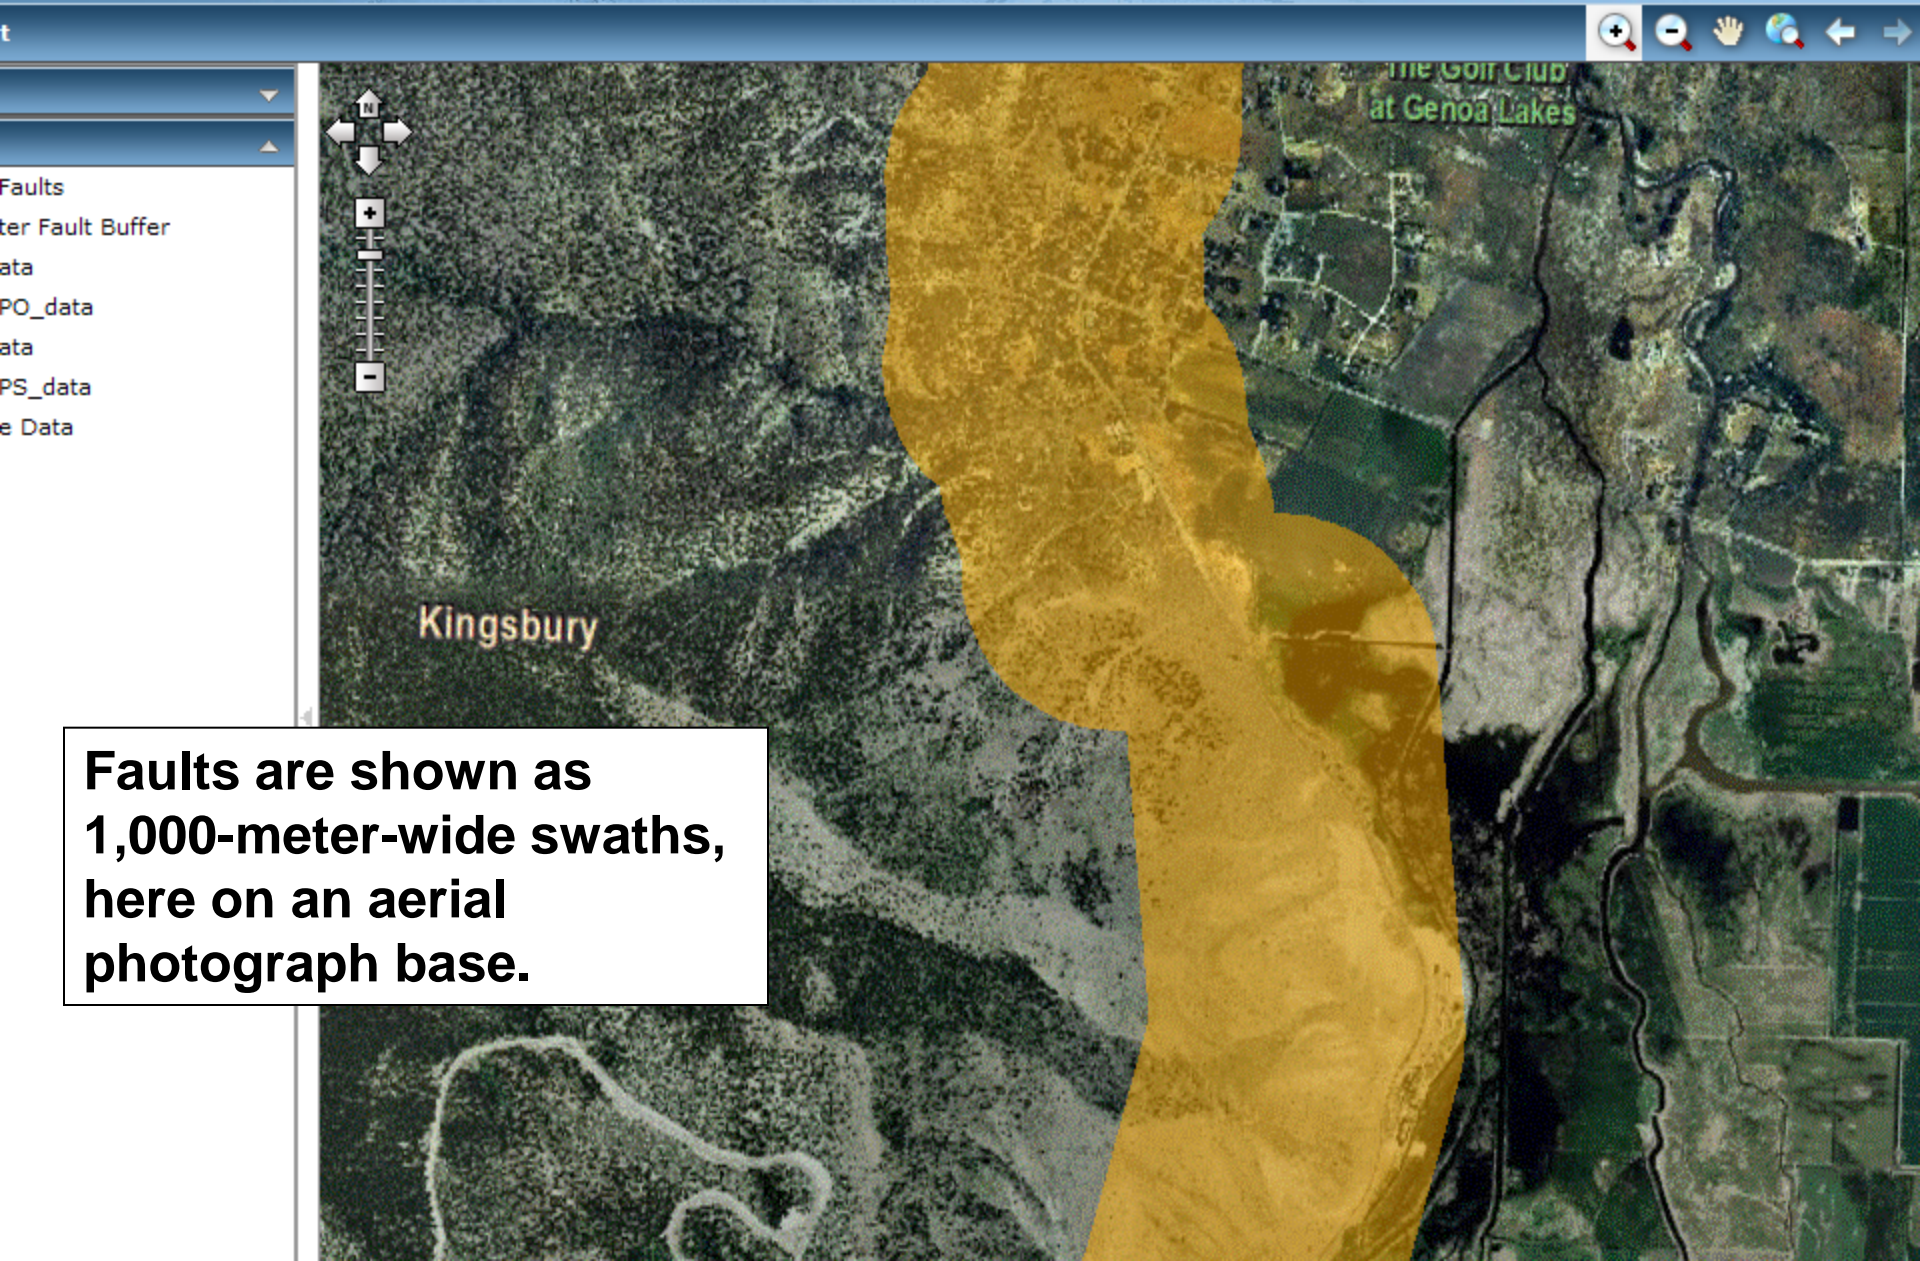 t
Faults
ter Fault Buffer
ata
PO_data
ata
PS_data
e Data
N
The Golf Club
at Genoa Lakes
Kingsbury
Faults are shown as
1,000-meter-wide swaths,
here on an aerial
photograph base.